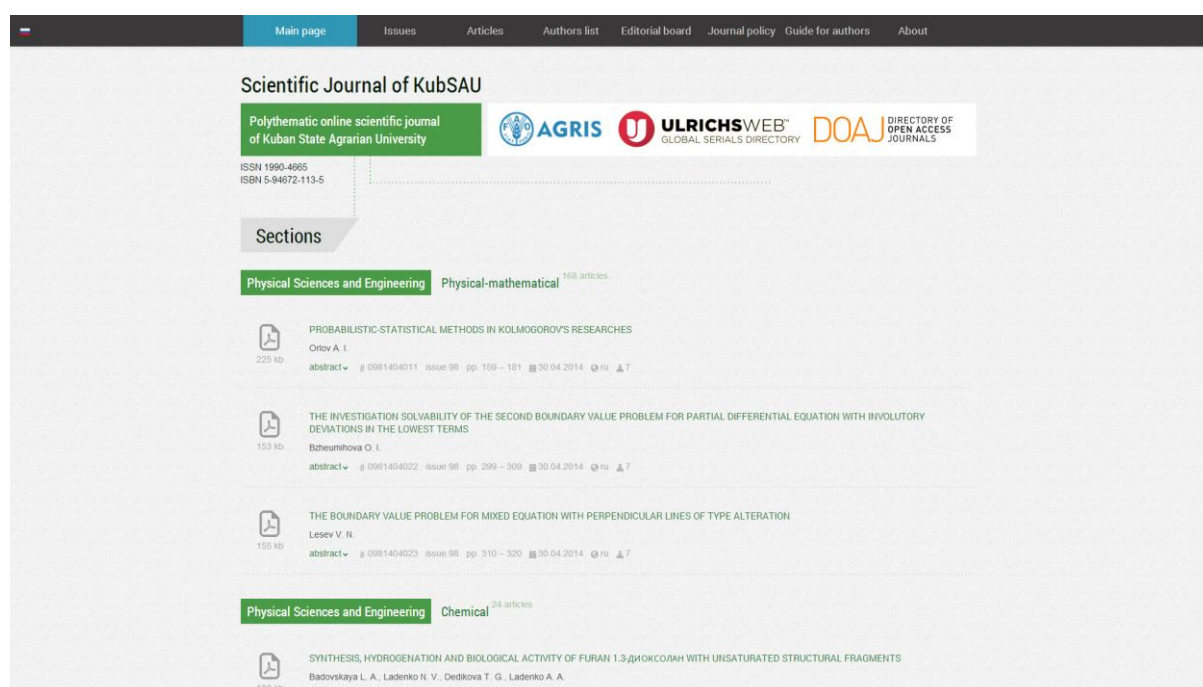 Main page Issues Articles Authors list Editorial board Journal policy Guide for authors About
Scientific Journal of KubSAU
Polythematic online scientific journal
of Kuban State Agrarian University
AGRIS
ULRICHSWEB™
GLOBAL SERIALS DIRECTORY
DOAJ
DIRECTORY OF
OPEN ACCESS
JOURNALS
ISSN 1990-4665
ISBN 5-94672-113-5
Sections
Physical Sciences and Engineering Physical-mathematical 168 articles
PROBABILISTIC-STATISTICAL METHODS IN KOLMOGOROV'S RESEARCHES
Orlov A. I.
225 kb
abstract # 0981404011 issue 98 pp. 159 – 181 30.04.2014 ru 7
THE INVESTIGATION SOLVABILITY OF THE SECOND BOUNDARY VALUE PROBLEM FOR PARTIAL DIFFERENTIAL EQUATION WITH INVOLUTORY
DEVIATIONS IN THE LOWEST TERMS
153 kb
Bzheumihova O. I.
abstract # 0981404022 issue 98 pp. 299 – 309 30.04.2014 ru 7
THE BOUNDARY VALUE PROBLEM FOR MIXED EQUATION WITH PERPENDICULAR LINES OF TYPE ALTERATION
Lesev V. N.
155 kb
abstract # 0981404023 issue 98 pp. 310 – 320 30.04.2014 ru 7
Physical Sciences and Engineering Chemical 24 articles
SYNTHESIS, HYDROGENATION AND BIOLOGICAL ACTIVITY OF FURAN 1.3-ДИОКСОЛАН WITH UNSATURATED STRUCTURAL FRAGMENTS
Badovskaya L. A., Ladenko N. V., Dedikova T. G., Ladenko A. A.